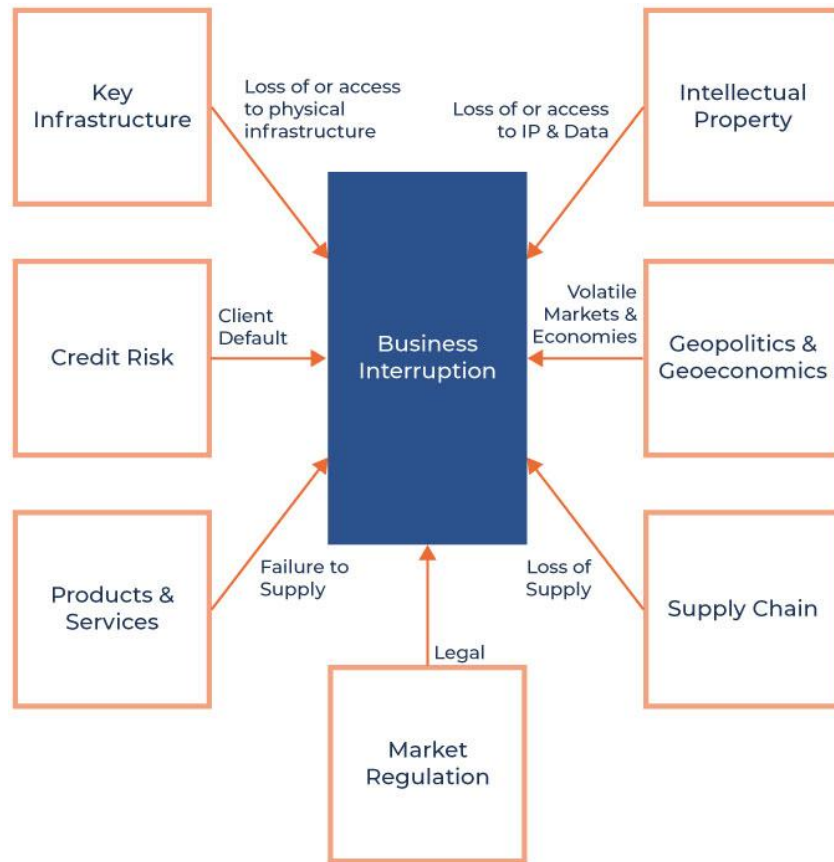 Key
Infrastructure
Loss of or access
to physical
infrastructure
Loss of or access
to IP & Data
Intellectual
Property
Credit Risk
Client
Default
Business
Interruption
Volatile
Markets &
Economies
Geopolitics &
Geoeconomics
Products &
Services
Failure to
Supply
Loss of
Supply
Supply Chain
Legal
Market
Regulation